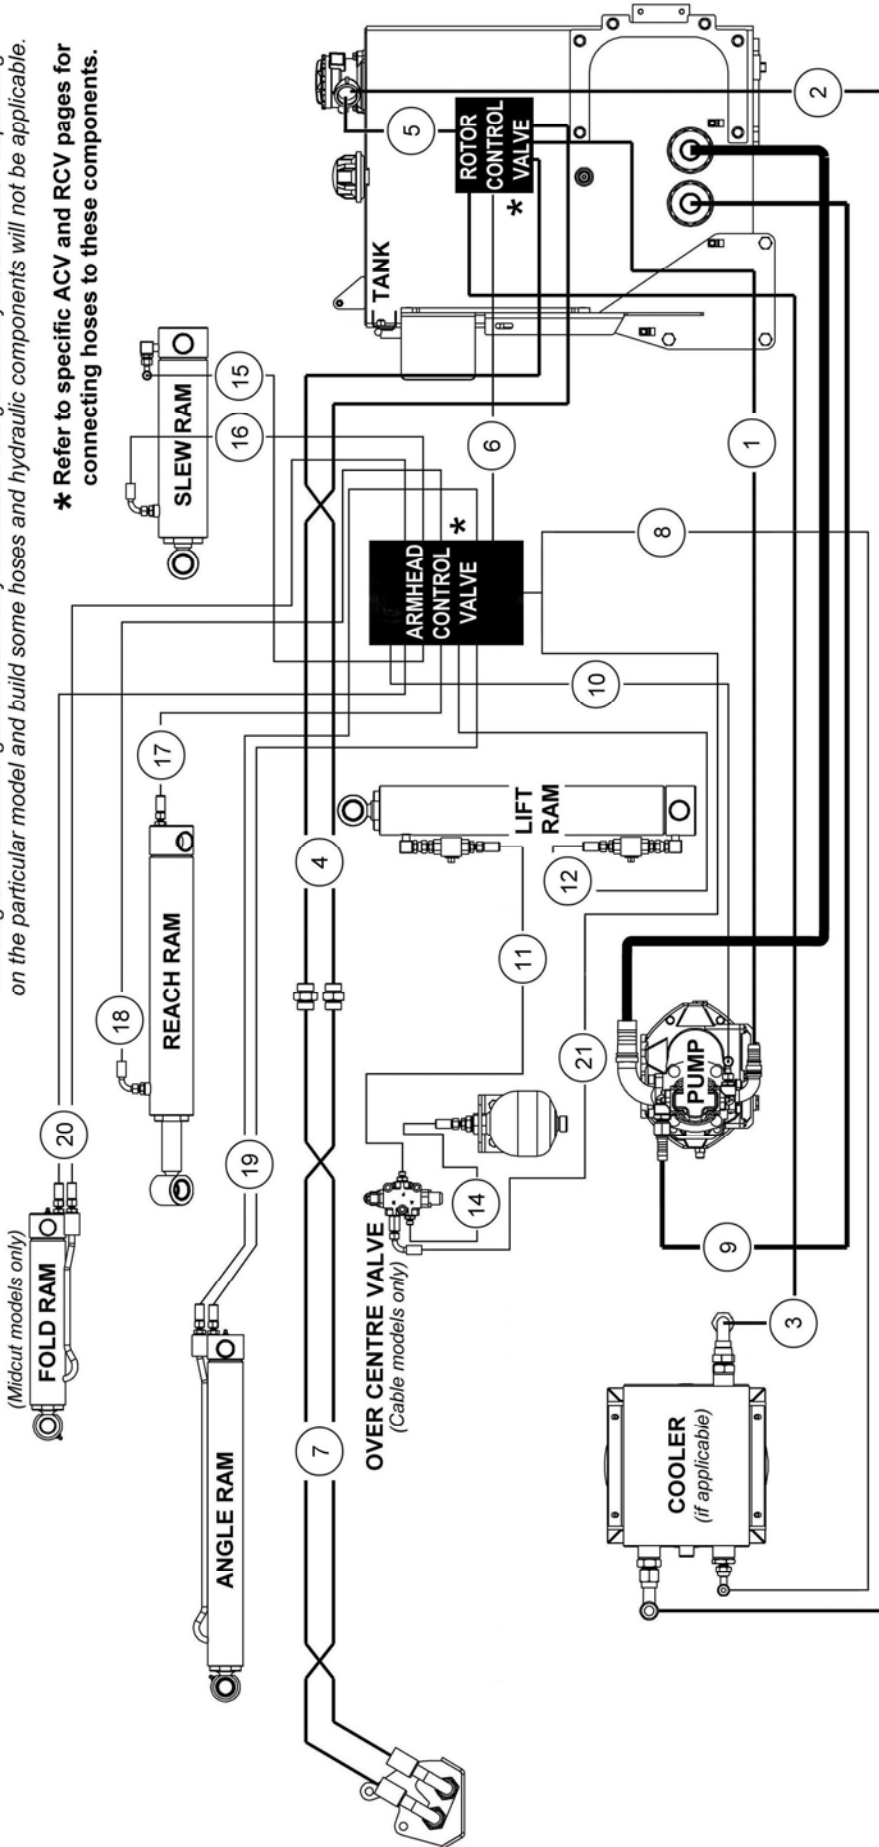 on the particular model and build some hoses and hydraulic components will not be applicable.
* Refer to specific ACV and RCV pages for
connecting hoses to these components.
(Midcut models only)
FOLD RAM
20
18
REACH RAM
17
SLEW RAM
15
16
ANGLE RAM
19
7
4
ARMHEAD
CONTROL
VALVE
*
6
TANK
5
ROTOR
CONTROL
VALVE
*
2
OVER CENTRE VALVE
(Cable models only)
14
11
LIFT
RAM
12
10
8
21
1
PUMP
9
COOLER
(if applicable)
3